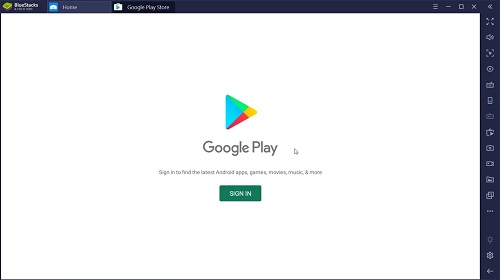 BlueStacks
Home
Google Play Store
Google Play
Sign in to find the latest Android apps, games, movies, music, & more
SIGN IN